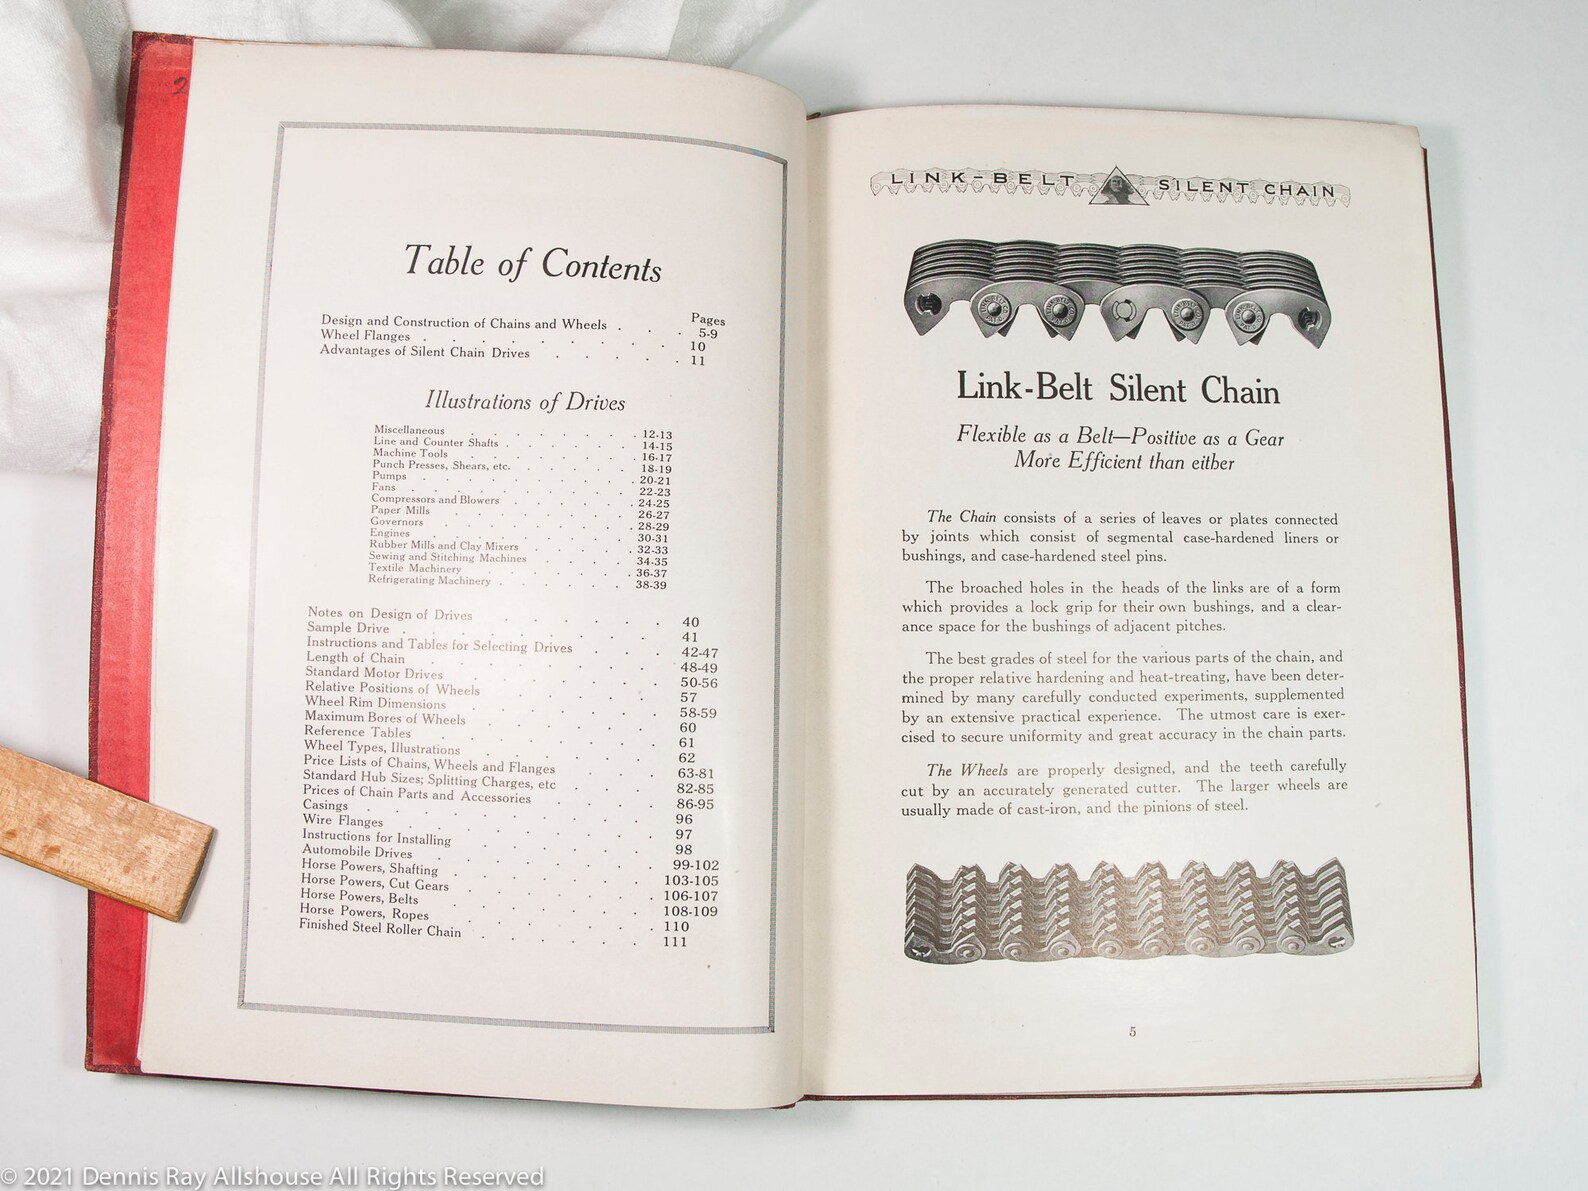 2
Table of Contents
Pages
Design and Construction of Chains and Wheels . . . 5-9
Wheel Flanges . . . . . . . . . 10
Advantages of Silent Chain Drives . . . . . 11
Illustrations of Drives
Miscellaneous . . . . . . . 12-13
Line and Counter Shafts . . . . . . 14-15
Machine Tools . . . . . . . 16-17
Punch Presses, Shears, etc. . . . . . 18-19
Pumps . . . . . . . . 20-21
Fans . . . . . . . . 22-23
Compressors and Blowers . . . . . . 24-25
Paper Mills . . . . . . . 26-27
Governors . . . . . . . 28-29
Engines . . . . . . . . 30-31
Rubber Mills and Clay Mixers . . . . . 32-33
Sewing and Stitching Machines . . . . 34-35
Textile Machinery . . . . . . 36-37
Refrigerating Machinery . . . . . . 38-39
Notes on Design of Drives . . . . . . 40
Sample Drive . . . . . . . . 41
Instructions and Tables for Selecting Drives . . . 42-47
Length of Chain . . . . . . . 48-49
Standard Motor Drives . . . . . . 50-56
Relative Positions of Wheels . . . . . . 57
Wheel Rim Dimensions . . . . . . 58-59
Maximum Bores of Wheels . . . . . . 60
Reference Tables . . . . . . . 61
Wheel Types, Illustrations . . . . . . 62
Price Lists of Chains, Wheels and Flanges . . . 63-81
Standard Hub Sizes; Splitting Charges, etc . . . 82-85
Prices of Chain Parts and Accessories . . . . 86-95
Casings . . . . . . . . . 96
Wire Flanges . . . . . . . 97
Instructions for Installing . . . . . . 98
Automobile Drives . . . . . . 99-102
Horse Powers, Shafting . . . . . . 103-105
Horse Powers, Cut Gears . . . . . 106-107
Horse Powers, Belts . . . . . . 108-109
Horse Powers, Ropes . . . . . . 110
Finished Steel Roller Chain . . . . . 111
LINK-BELT SILENT CHAIN
Link-Belt Silent Chain
Flexible as a Belt—Positive as a Gear
More Efficient than either
The Chain consists of a series of leaves or plates connected
by joints which consist of segmental case-hardened liners or
bushings, and case-hardened steel pins.
The broached holes in the heads of the links are of a form
which provides a lock grip for their own bushings, and a clear-
ance space for the bushings of adjacent pitches.
The best grades of steel for the various parts of the chain, and
the proper relative hardening and heat-treating, have been deter-
mined by many carefully conducted experiments, supplemented
by an extensive practical experience. The utmost care is exer-
cised to secure uniformity and great accuracy in the chain parts.
The Wheels are properly designed, and the teeth carefully
cut by an accurately generated cutter. The larger wheels are
usually made of cast-iron, and the pinions of steel.
5
© 2021 Dennis Ray Allshouse All Rights Reserved